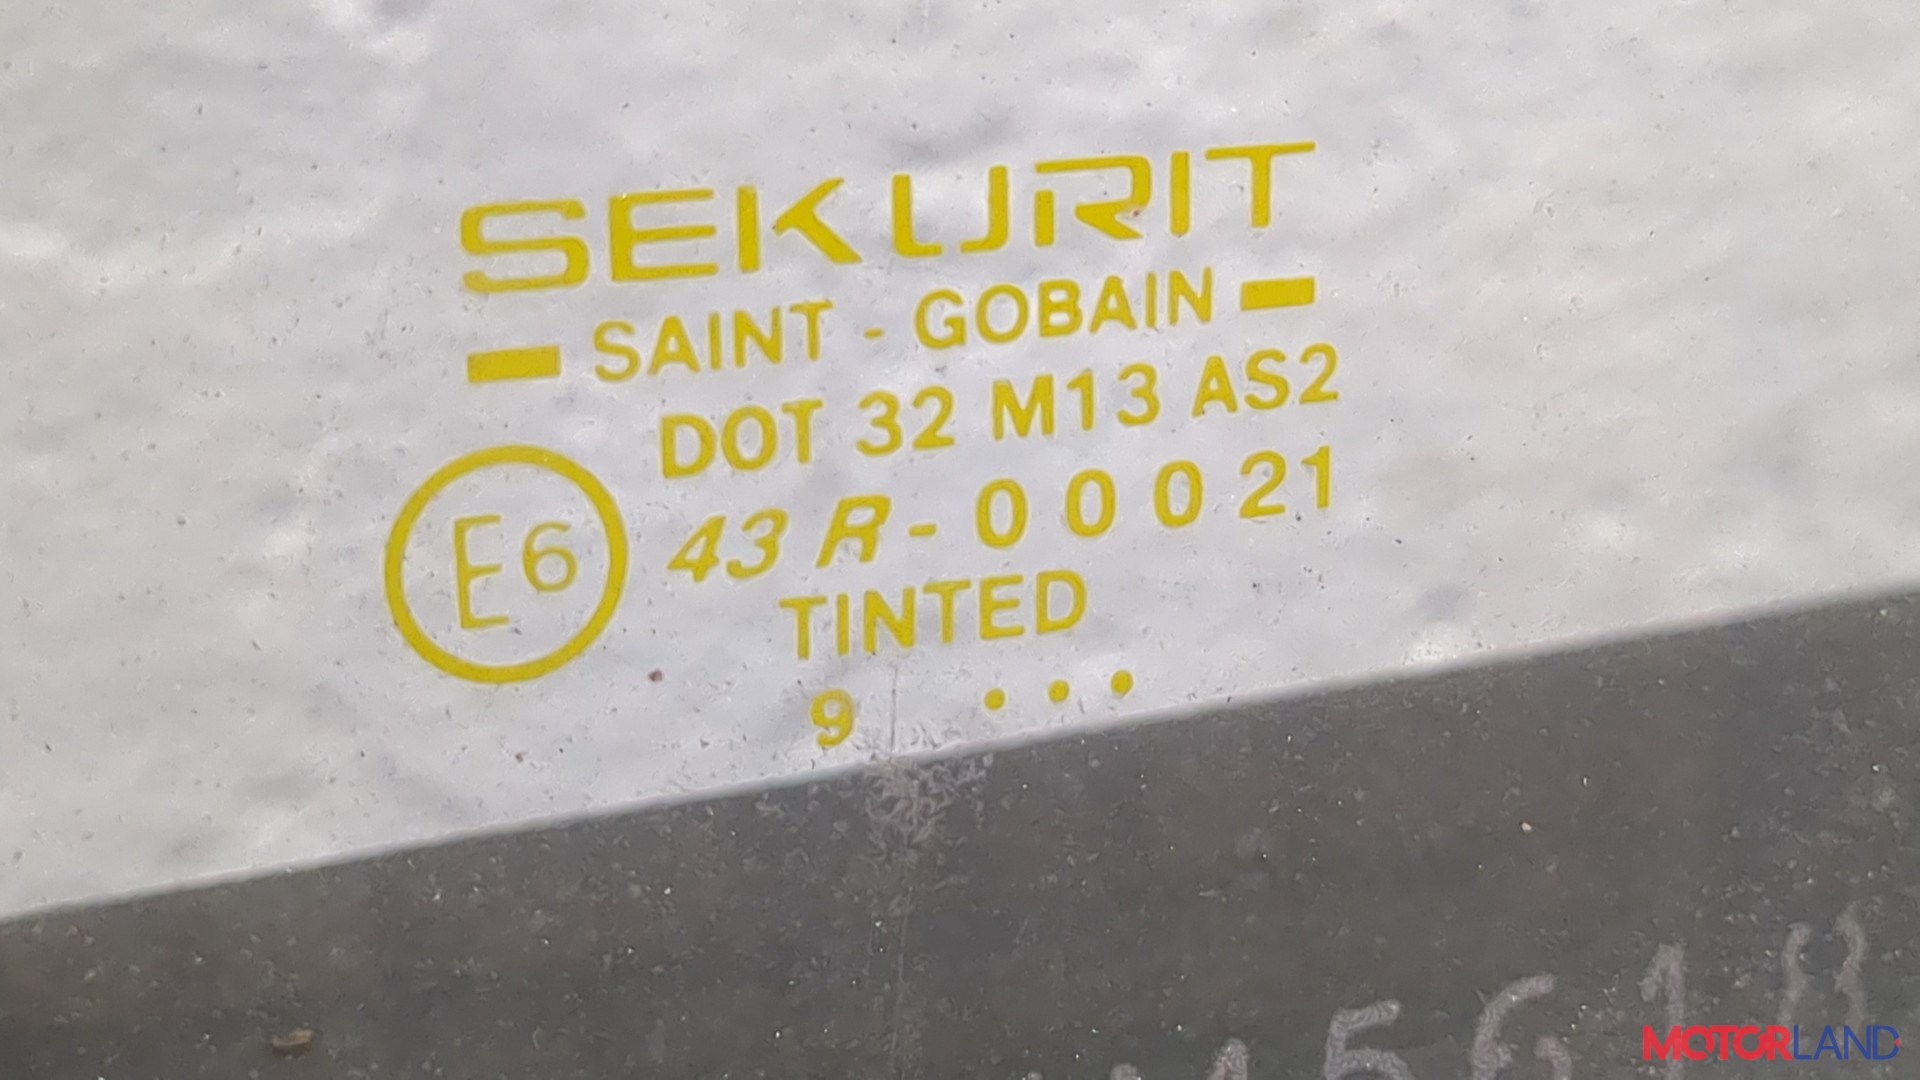 SEKURIT
SAINT - GOBAIN
DOT 32 M13 AS2
E6 43 R - 0 0 0 21
TINTED
9 ...
MOTORLAND